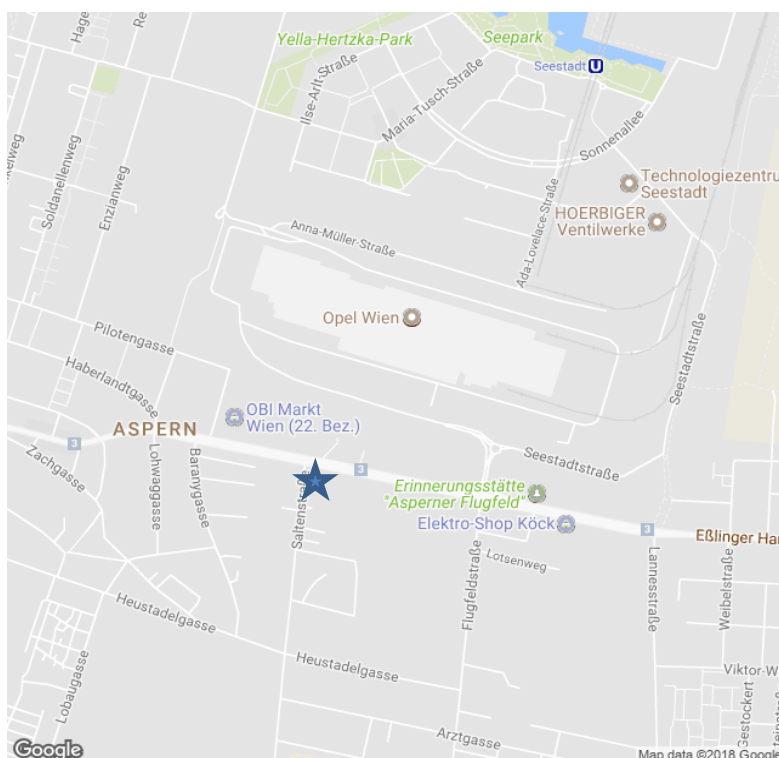 Yella-Hertzka-Park
Seepark
Seestadt U
Ilse-Arlt-Straße
Maria-Tusch-Straße
Sonnenallee
Soldanellenweg
Enzianweg
Technologiezentru
Seestadt
HOERBIGER
Ventilwerke
Ada-Lovelace-Straße
Anna-Müller-Straße
Opel Wien
Pilotengasse
Seestadtstraße
Haberlandtgasse
OBI Markt
Wien (22. Bez.)
ASPERN
3
Zachgasse
Lohwaggasse
Baranygasse
3
Seestadtstraße
Saltenstraße
Erinnerungsstätte
"Asperner Flugfeld"
Elektro-Shop Köck
3
Eßlinger Hau
Lotsenweg
Flugfeldstraße
Lannesstraße
Weibelstraße
Heustadelgasse
Heustadelgasse
Viktor-W
Lobaugasse
Gestockert
Arztgasse
Google
Map data ©2018 Google